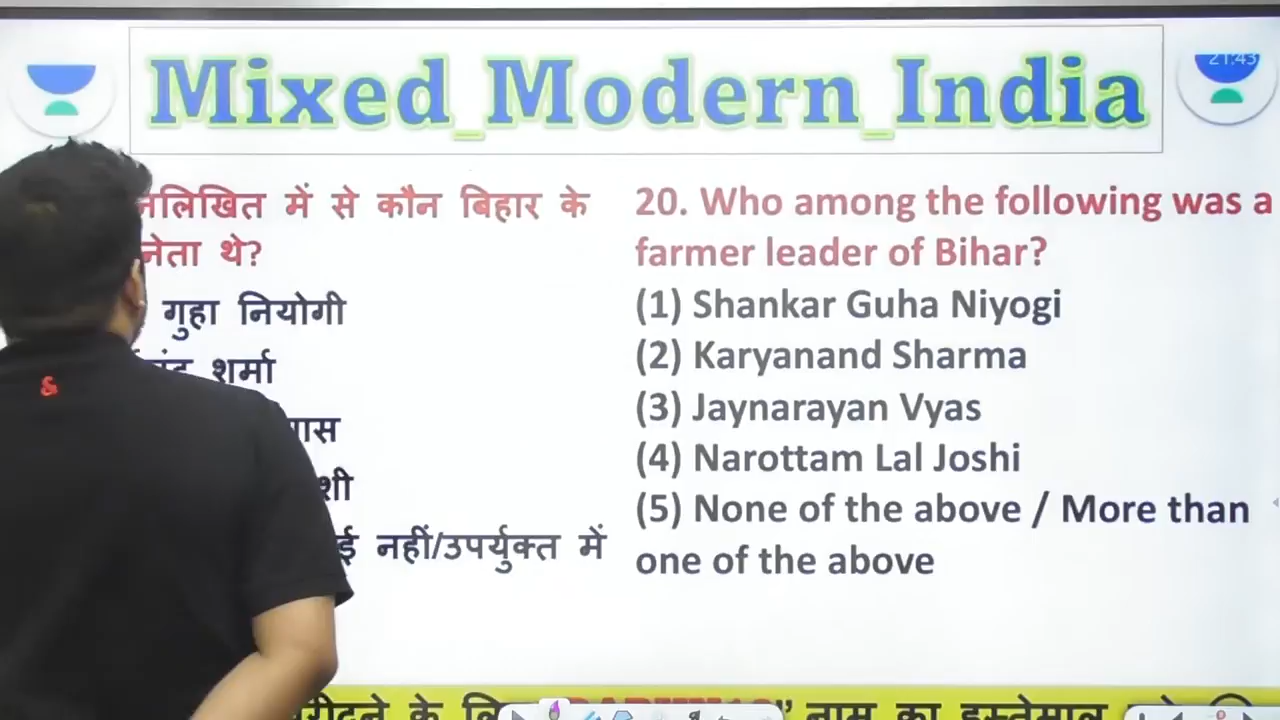 Mixed_Modern_India
21:43
में से कौन बिहार के
नेता थे?
गुहा नियोगी
शर्मा
नहीं/उपर्युक्त में
20. Who among the following was a
farmer leader of Bihar?
(1) Shankar Guha Niyogi
(2) Karyanand Sharma
(3) Jaynarayan Vyas
(4) Narottam Lal Joshi
(5) None of the above / More than
one of the above
के
नाम का
&